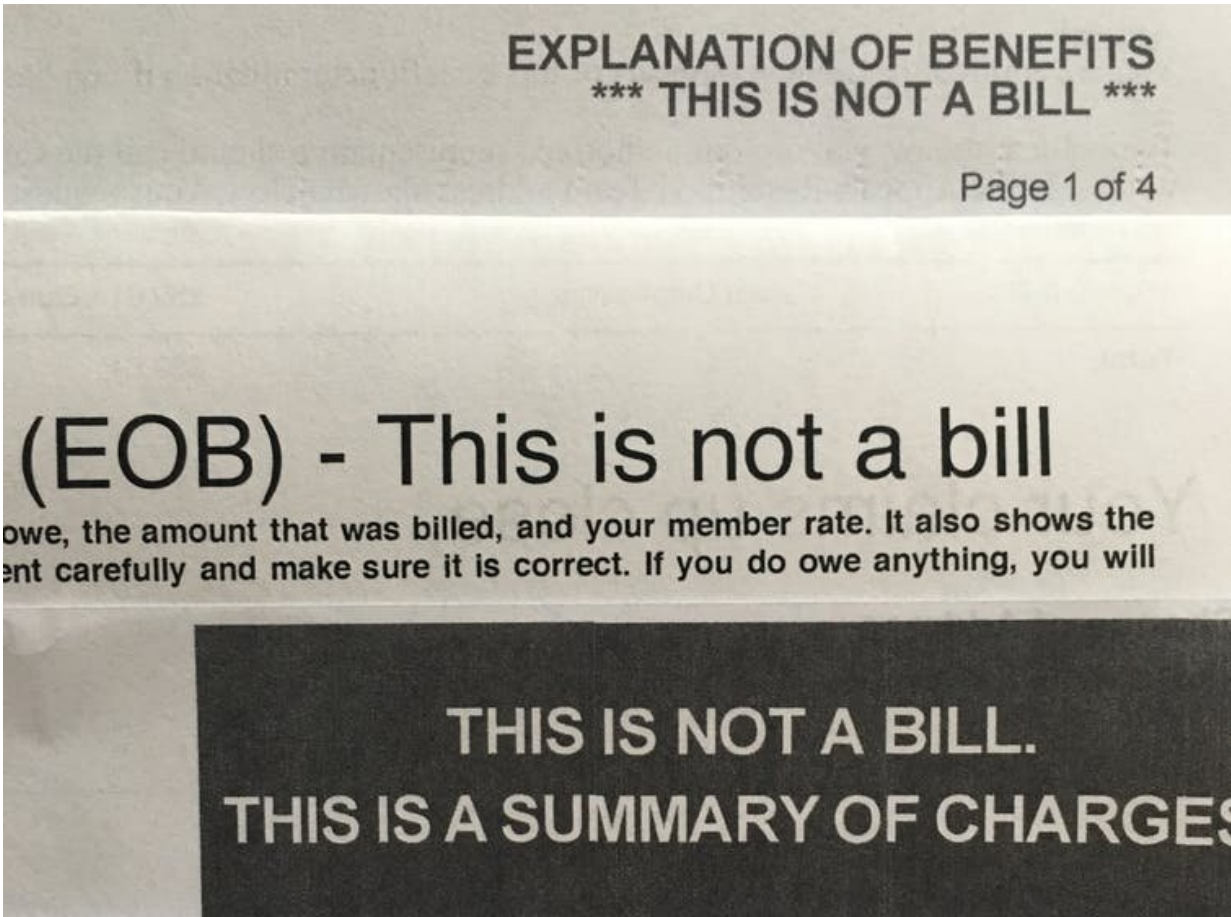 EXPLANATION OF BENEFITS
*** THIS IS NOT A BILL ***
Page 1 of 4
(EOB) - This is not a bill
owe, the amount that was billed, and your member rate. It also shows the
ent carefully and make sure it is correct. If you do owe anything, you will
THIS IS NOT A BILL.
THIS IS A SUMMARY OF CHARGES